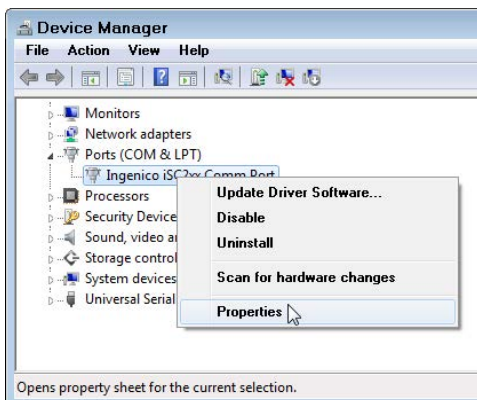 Device Manager
File Action View Help
Monitors
Network adapters
Ports (COM & LPT)
Ingenico iSC2xx Comm Port
Processors
Security Device
Sound, video
Storage control
System devices
Universal Serial
Update Driver Software...
Disable
Uninstall
Scan for hardware changes
Properties
Opens property sheet for the current selection.